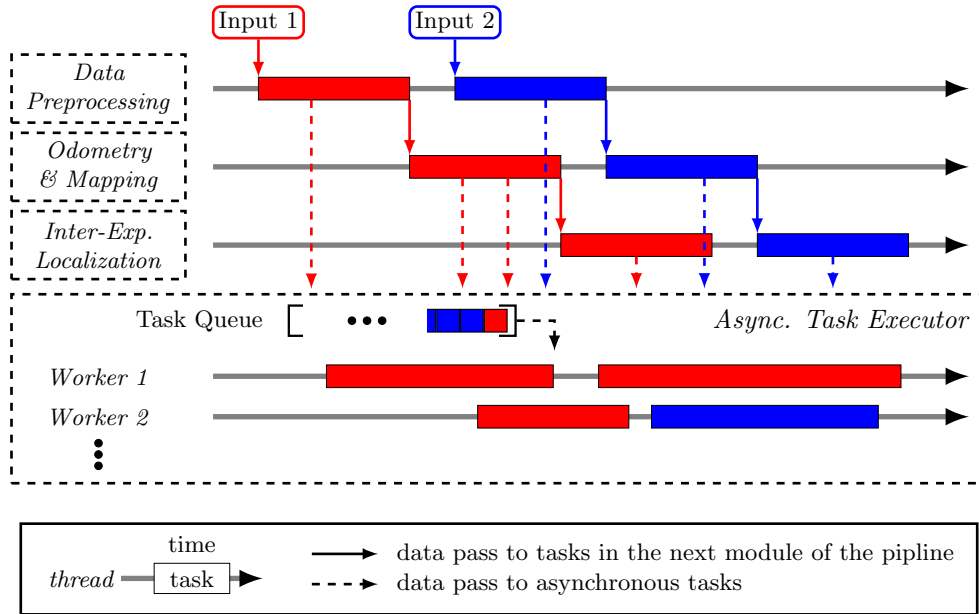 Input 1
Input 2
Data
Preprocessing
Odometry
& Mapping
Inter-Exp.
Localization
Task Queue
Async. Task Executor
Worker 1
Worker 2
time
thread
task
data pass to tasks in the next module of the pipline
data pass to asynchronous tasks